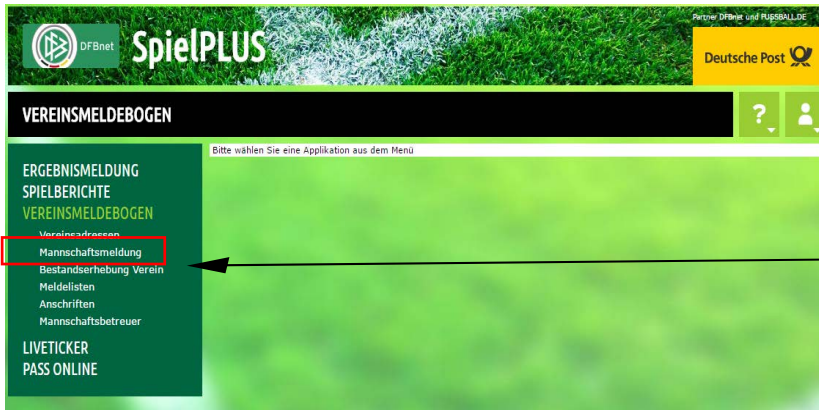 Partner DFBnet und FUSSBALL.DE
DFBnet SpielPLUS
Deutsche Post
VEREINSMELDEBOGEN
?
Bitte wählen Sie eine Applikation aus dem Menü
ERGEBNISMELDUNG
SPIELBERICHTE
VEREINSMELDEBOGEN
Vereinsadressen
Mannschaftsmeldung
Bestandserhebung Verein
Meldelisten
Anschriften
Mannschaftsbetreuer
LIVETICKER
PASS ONLINE